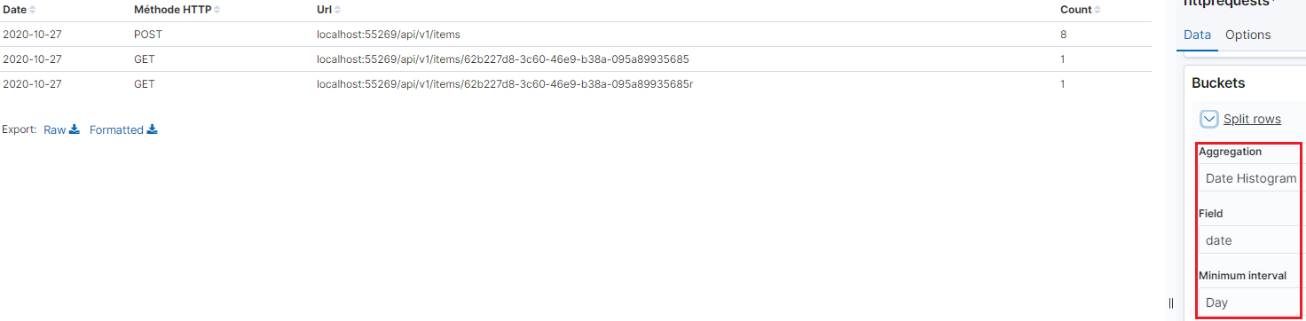 Date Méthode HTTP Url Count
2020-10-27 POST localhost:55269/api/v1/items 8
2020-10-27 GET localhost:55269/api/v1/items/62b227d8-3c60-46e9-b38a-095a89935685 1
2020-10-27 GET localhost:55269/api/v1/items/62b227d8-3c60-46e9-b38a-095a89935685r 1
Export: Raw Formatted
httprequests*
Data Options
Buckets
Split rows
Aggregation
Date Histogram
Field
date
Minimum interval
Day